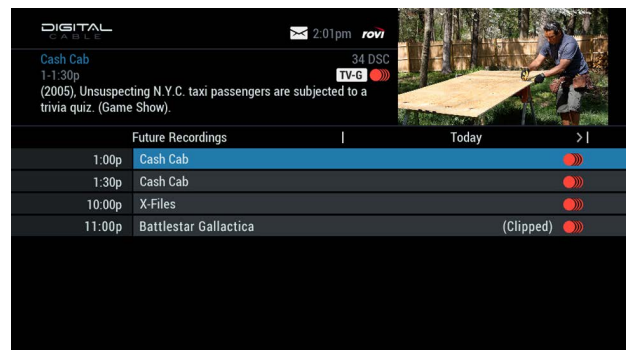 DIGITAL
CABLE
2:01pm rovi
Cash Cab 34 DSC
1-1:30p TV-G
(2005), Unsuspecting N.Y.C. taxi passengers are subjected to a
trivia quiz. (Game Show).
Future Recordings | Today >|
1:00p Cash Cab
1:30p Cash Cab
10:00p X-Files
11:00p Battlestar Gallactica (Clipped)